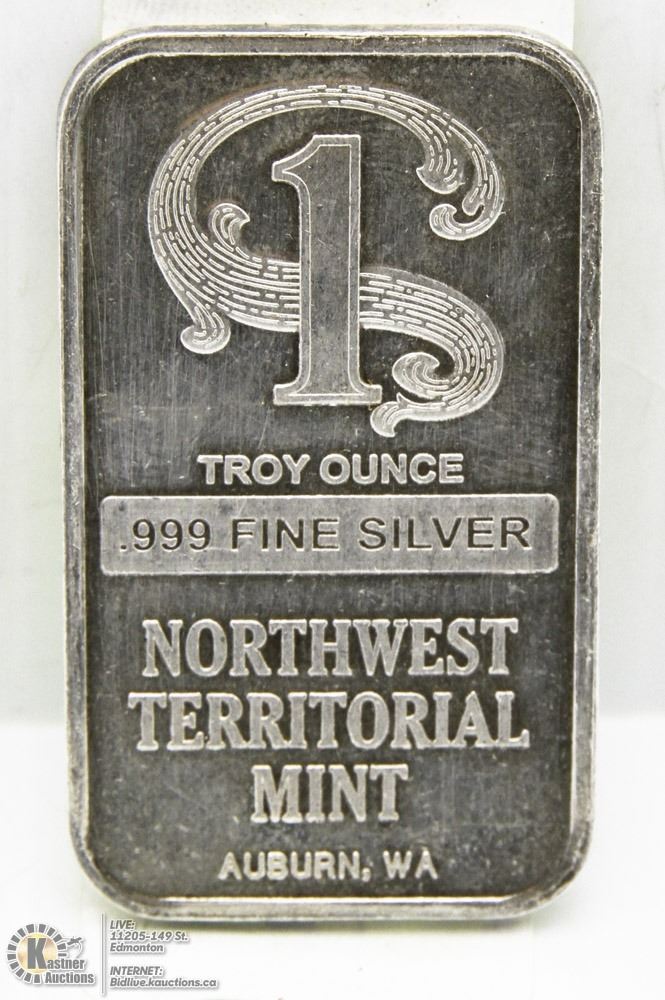 1
TROY OUNCE
.999 FINE SILVER
NORTHWEST
TERRITORIAL
MINT
AUBURN, WA
K
Kastner
Auctions
LIVE:
11205-149 St.
Edmonton
INTERNET:
Bidlive.kauctions.ca